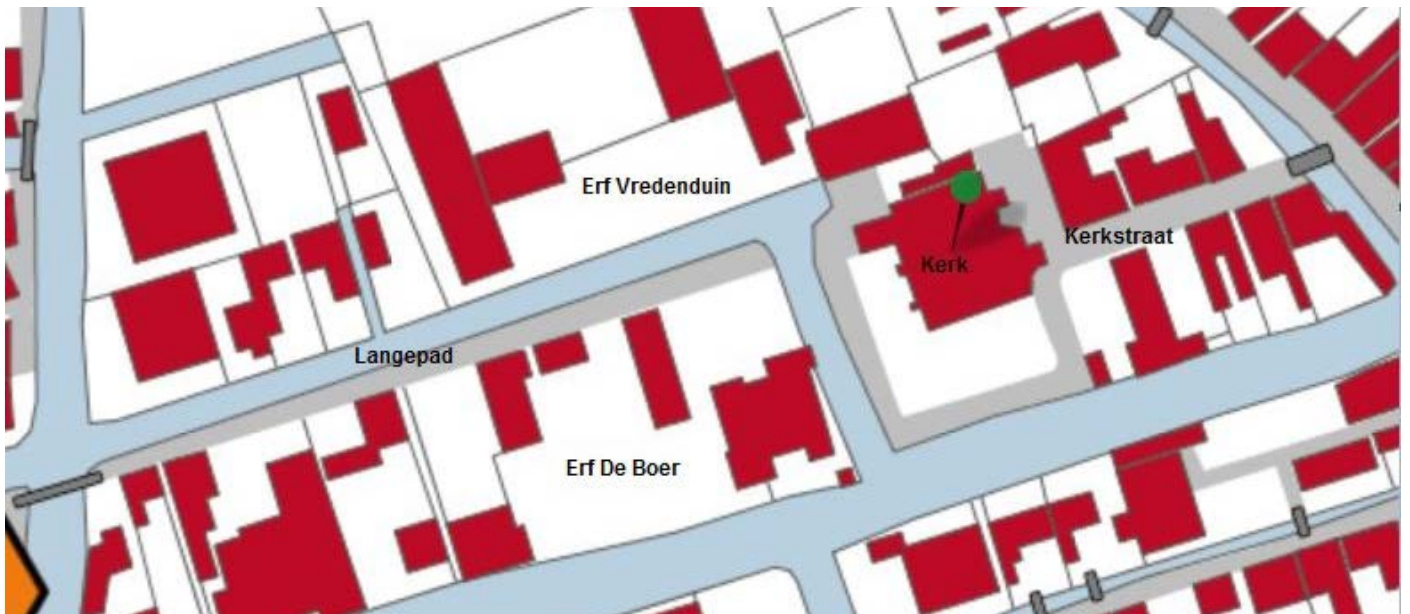 Erf Vredenduin
Kerkstraat
Kerk
Langepad
Erf De Boer